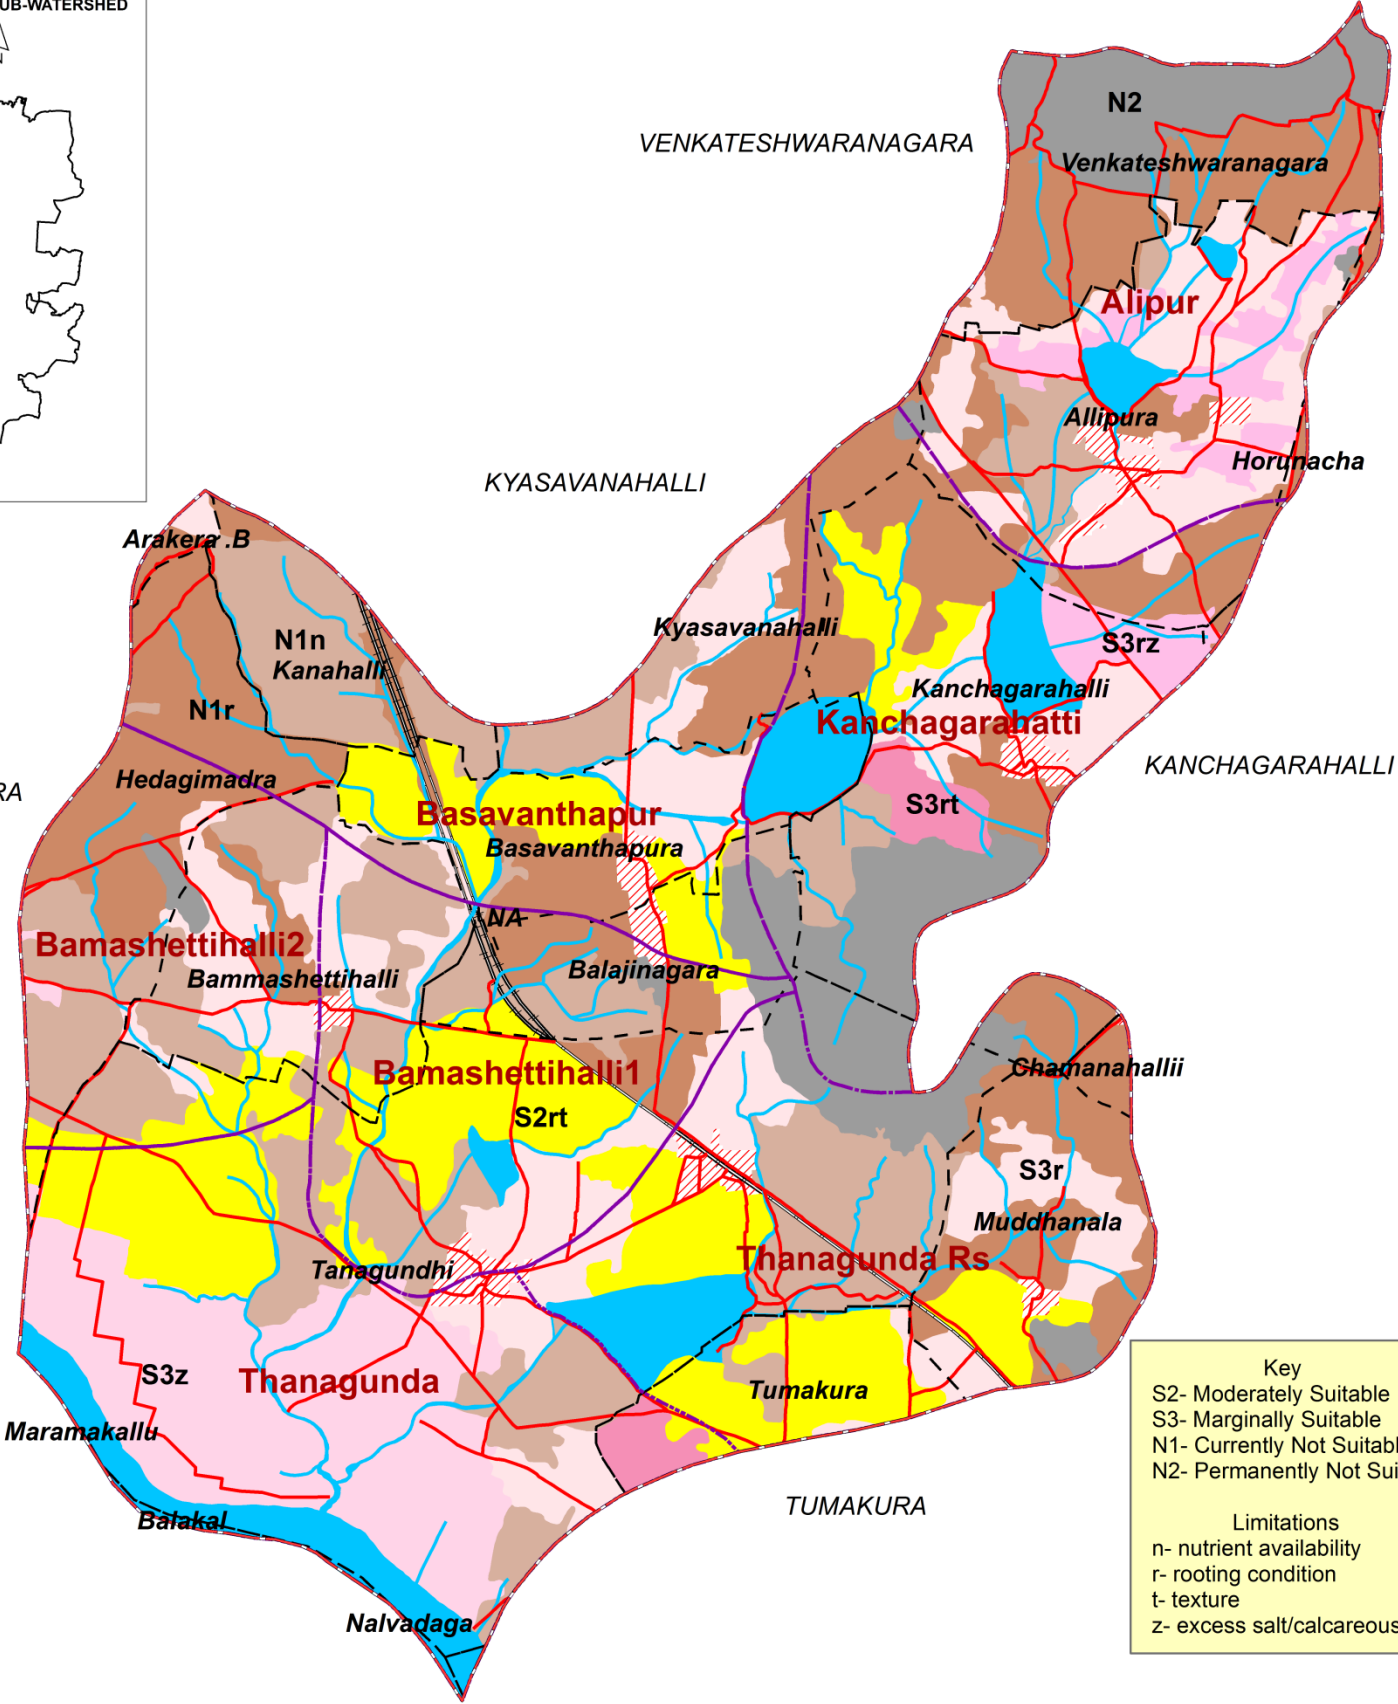 UB-WATERSHED
N2
VENKATESHWARANAGARA
Venkateshwaranagara
Alipur
Allipura
Horunacha
KYASAVANAHALLI
Arakera .B
Kyasavanahalli
N1n
Kanahalli
S3rz
Kanchagarahalli
N1r
Kanchagarahatti
KANCHAGARAHALLI
Hedagimadra
RA
S3rt
Basavanthapur
Basavanthapura
NA
Bamashettihalli2
Bammashettihalli
Balajinagara
Chamanahallii
Bamashettihalli1
S2rt
S3r
Muddhanala
Thanagunda Rs
Tanagundhi
S3z
Thanagunda
Tumakura
Maramakallu
TUMAKURA
Balakal
Nalvadaga
Key
S2- Moderately Suitable
S3- Marginally Suitable
N1- Currently Not Suitabl
N2- Permanently Not Sui
Limitations
n- nutrient availability
r- rooting condition
t- texture
z- excess salt/calcareous